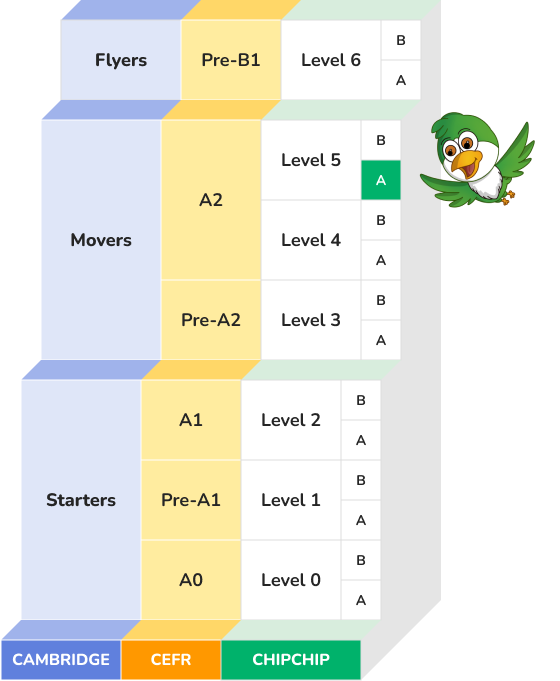 Flyers
Pre-B1
Level 6
B
A
Movers
A2
Level 5
B
A
Level 4
B
A
Pre-A2
Level 3
B
A
Starters
A1
Level 2
B
A
Pre-A1
Level 1
B
A
A0
Level 0
B
A
CAMBRIDGE
CEFR
CHIPCHIP